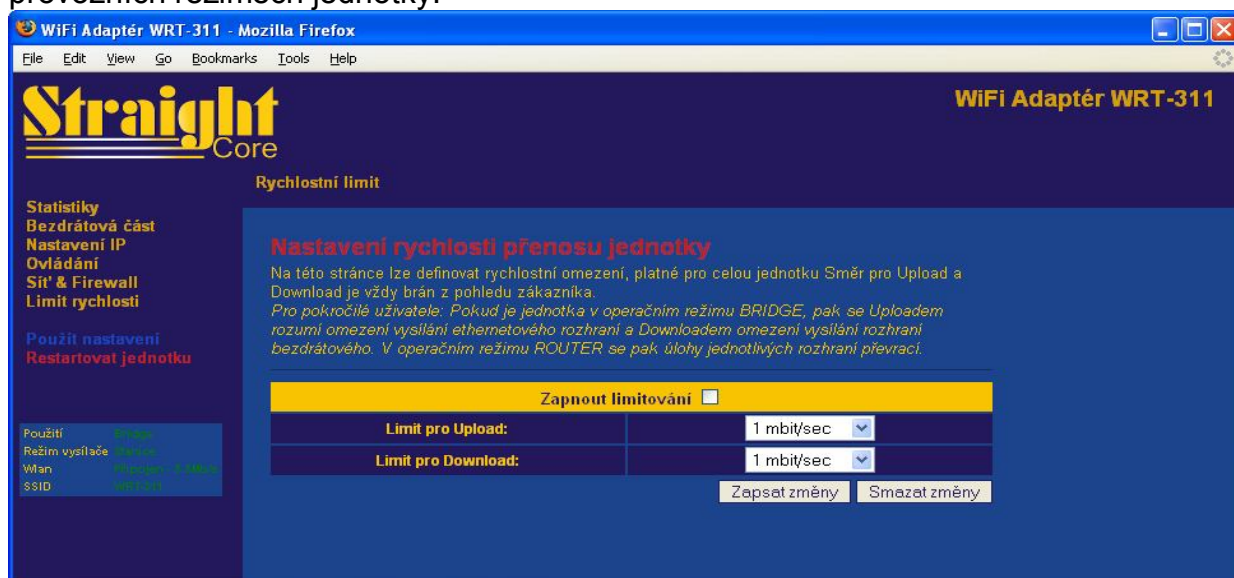 provozních režimech jednotky.
WiFi Adaptér WRT-311 - Mozilla Firefox
File Edit View Go Bookmarks Tools Help
Straight
Core
WiFi Adaptér WRT-311
Rychlostní limit
Statistiky
Bezdrátová část
Nastavení IP
Ovládání
Síť & Firewall
Limit rychlosti
Použít nastavení
Restartovat jednotku
Nastavení rychlosti přenosu jednotky
Na této stránce lze definovat rychlostní omezení, platné pro celou jednotku Směr pro Upload a
Download je vždy brán z pohledu zákazníka.
Pro pokročilé uživatele: Pokud je jednotka v operačním režimu BRIDGE, pak se Uploadem
rozumí omezení vysílání ethernetového rozhraní a Downloadem omezení vysílání rozhraní
bezdrátového. V operačním režimu ROUTER se pak úlohy jednotlivých rozhraní převrací.
Zapnout limitování
Limit pro Upload: 1 mbit/sec
Limit pro Download: 1 mbit/sec
Zapsat změny Smazat změny
Použití Bridge
Režim vysílače
Wlan
SSID WRT-311